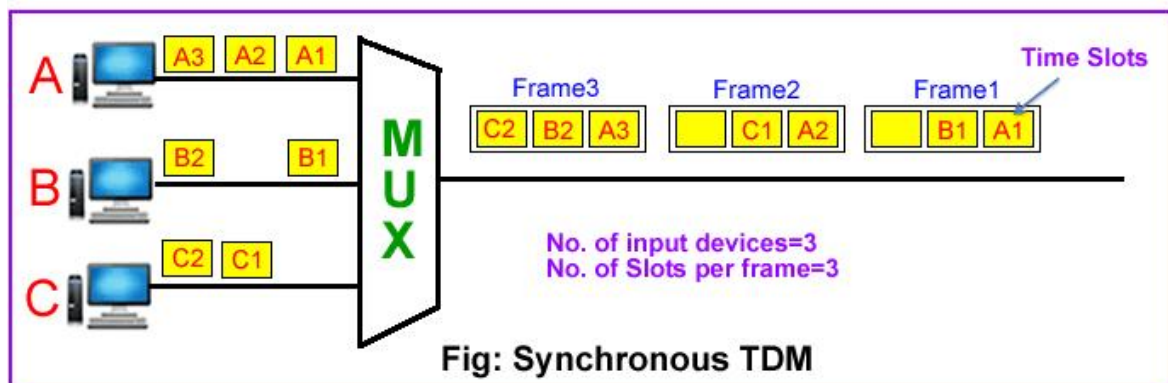 A
A3 A2 A1
B
B2 B1
C
C2 C1
MUX
Frame3 Frame2 Frame1
Time Slots
C2 B2 A3
C1 A2
B1 A1
No. of input devices=3
No. of Slots per frame=3
Fig: Synchronous TDM